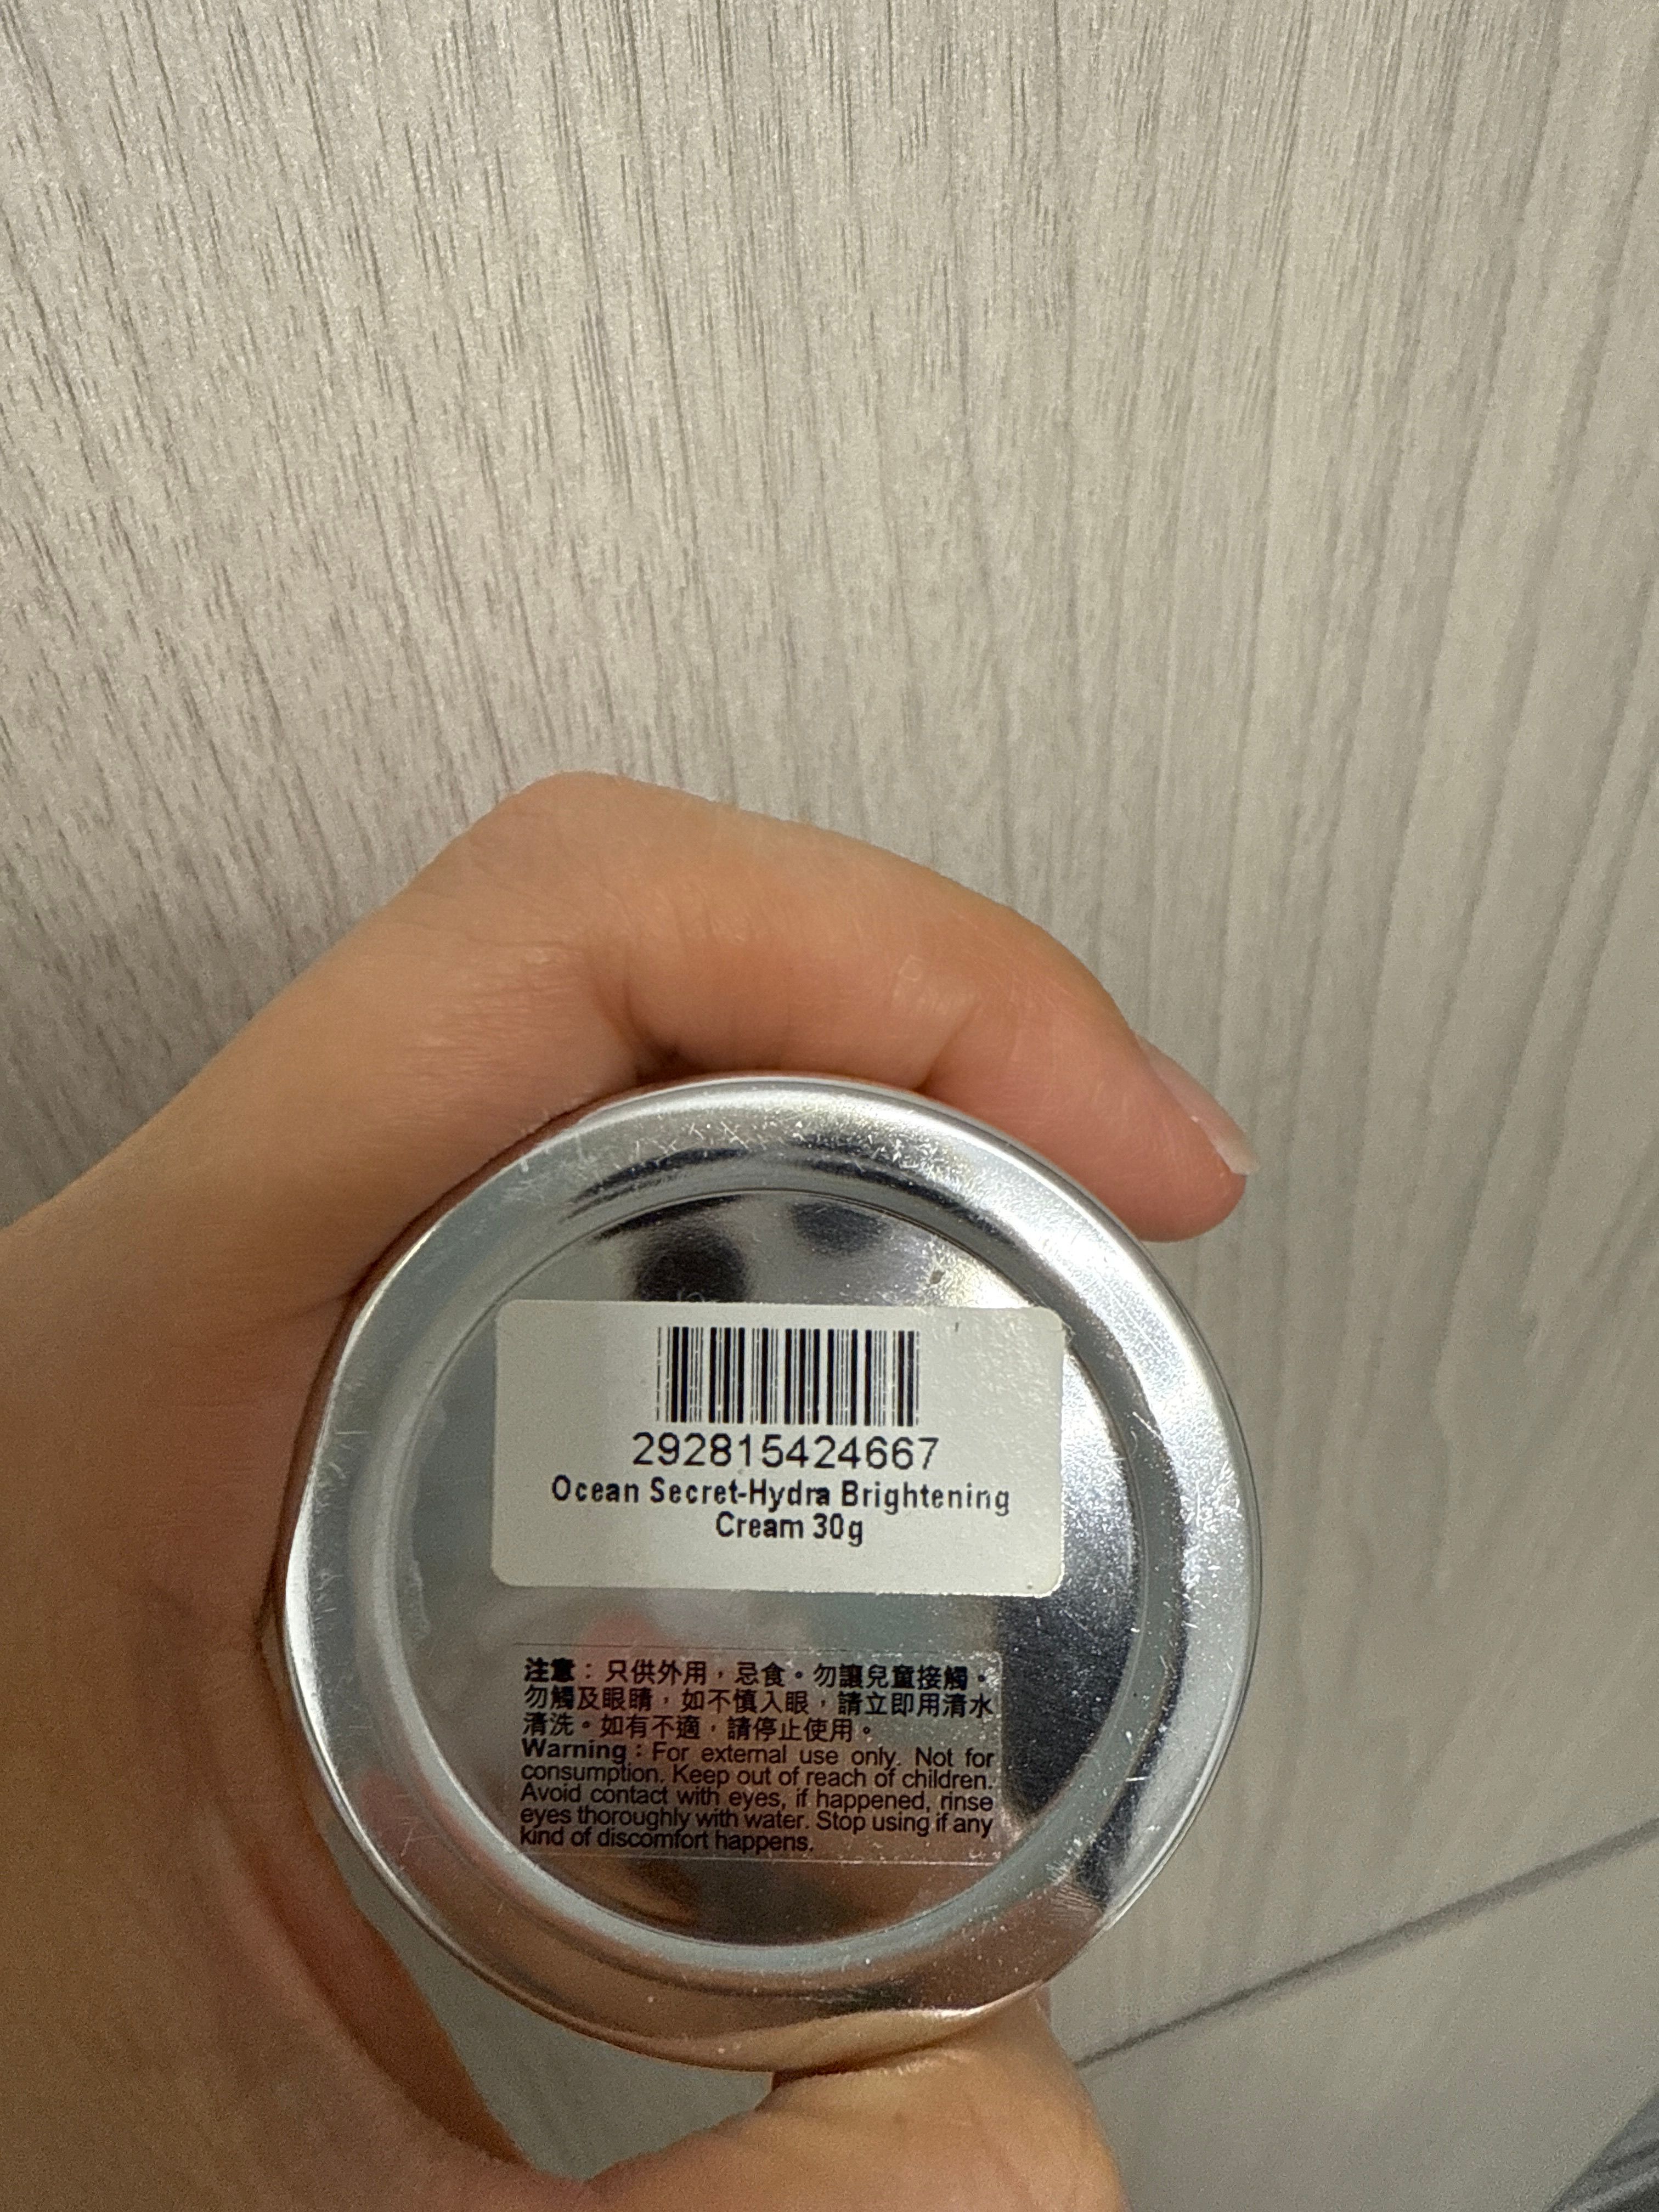 292815424667
Ocean Secret-Hydra Brightening
Cream 30g
注意：只供外用，忌食。勿讓兒童接觸。
勿觸及眼睛，如不慎入眼，請立即用清水
清洗。如有不適，請停止使用。
Warning : For external use only. Not for
consumption. Keep out of reach of children.
Avoid contact with eyes, if happened, rinse
eyes thoroughly with water. Stop using if any
kind of discomfort happens.